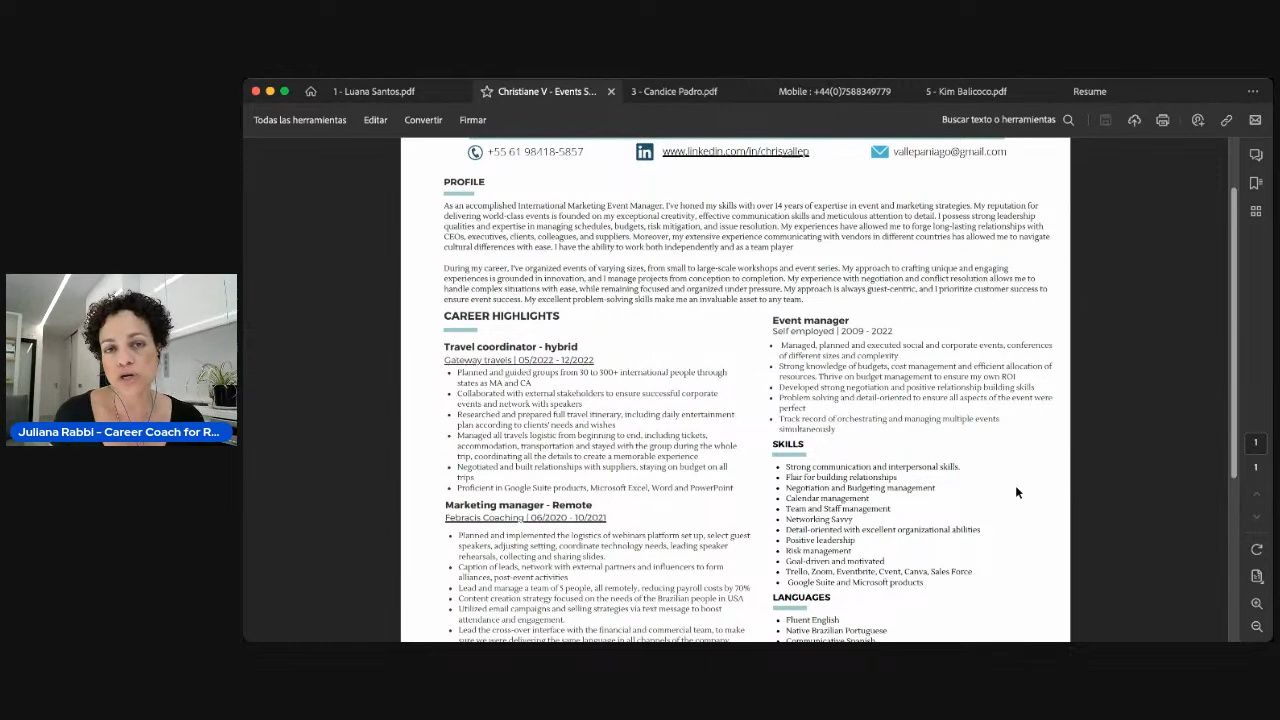 1 - Luana Santos.pdf
Christiane V - Events S...
3 - Candice Padro.pdf
Mobile : +44(0)7588349779
5 - Kim Balicoco.pdf
Resume
Todas las herramientas
Editar
Convertir
Firmar
Buscar texto o herramientas
+55 61 98418-5857
www.linkedin.com/in/chrisvallep
vallepaniago@gmail.com
PROFILE
As an accomplished International Marketing Event Manager, I've honed my skills with over 14 years of expertise in event and marketing strategies. My reputation for
delivering world-class events is founded on my exceptional creativity, effective communication skills and meticulous attention to detail. I possess strong leadership
qualities and expertise in managing schedules, budgets, risk mitigation, and issue resolution. My experiences have allowed me to forge long-lasting relationships with
CEOs, executives, clients, colleagues, and suppliers. Moreover, my extensive experience communicating with vendors in different countries has allowed me to navigate
cultural differences with ease. I have the ability to work both independently and as a team player
During my career, I've organized events of varying sizes, from small to large-scale workshops and event series. My approach to crafting unique and engaging
experiences is grounded in innovation, and I manage projects from conception to completion. My experience with negotiation and conflict resolution allows me to
handle complex situations with ease, while remaining focused and organized under pressure. My approach is always guest-centric, and I prioritize customer success to
ensure event success. My excellent problem-solving skills make me an invaluable asset to any team.
CAREER HIGHLIGHTS
Travel coordinator - hybrid
Gateway travels | 05/2022 - 12/2022
• Planned and guided groups from 30 to 300+ international people through
states as MA and CA
• Collaborated with external stakeholders to ensure successful corporate
events and network with speakers
• Researched and prepared full travel itinerary, including daily entertainment
plan according to clients' needs and wishes
• Managed all travels logistic from beginning to end, including tickets,
accommodation, transportation and stayed with the group during the whole
trip, coordinating all the details to create a memorable experience
• Negotiated and built relationships with suppliers, staying on budget on all
trips
• Proficient in Google Suite products, Microsoft Excel, Word and PowerPoint
Marketing manager - Remote
Febracis Coaching | 06/2020 - 10/2021
• Planned and implemented the logistics of webinars platform set up, select guest
speakers, adjusting setting, coordinate technology needs, leading speaker
rehearsals, collecting and sharing slides.
• Caption of leads, network with external partners and influencers to form
alliances, post-event activities
• Lead and manage a team of 5 people, all remotely, reducing payroll costs by 70%
• Content creation strategy focused on the needs of the Brazilian people in USA
• Utilized email campaigns and selling strategies via text message to boost
attendance and engagement.
• Lead the cross-over interface with the financial and commercial team, to make
sure we were delivering the same language in all channels of the company
Event manager
Self employed | 2009 - 2022
• Managed, planned and executed social and corporate events, conferences
of different sizes and complexity
• Strong knowledge of budgets, cost management and efficient allocation of
resources. Thrive on budget management to ensure my own ROI
• Developed strong negotiation and positive relationship building skills
• Problem solving and detail-oriented to ensure all aspects of the event were
perfect
• Track record of orchestrating and managing multiple events
simultaneously
SKILLS
• Strong communication and interpersonal skills.
• Flair for building relationships
• Negotiation and Budgeting management
• Calendar management
• Team and Staff management
• Networking Savvy
• Detail-oriented with excellent organizational abilities
• Positive leadership
• Risk management
• Goal-driven and motivated
• Trello, Zoom, Eventbrite, Cvent, Canva, Sales Force
• Google Suite and Microsoft products
LANGUAGES
• Fluent English
• Native Brazilian Portuguese
• Communicative Spanish
1
1
Juliana Rabbi - Career Coach for R...